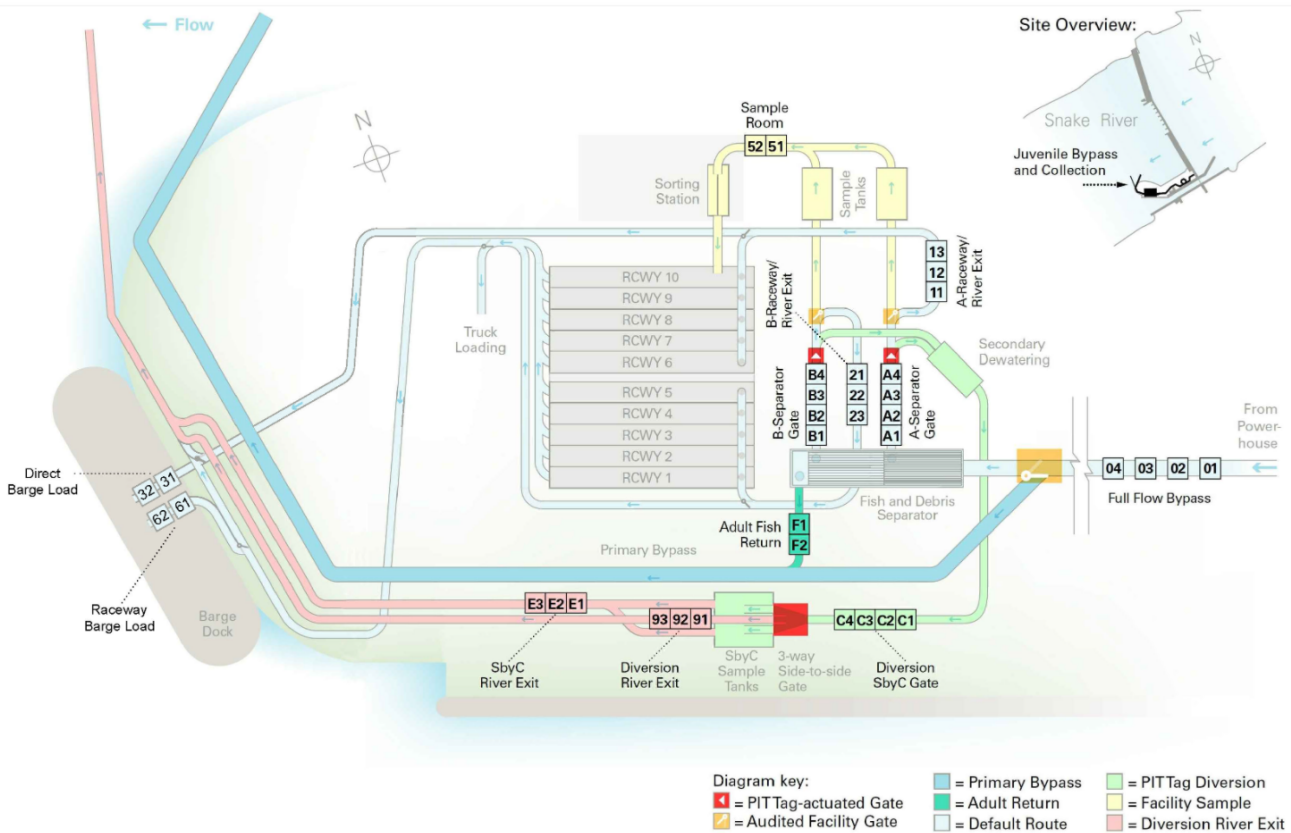 Flow
Site Overview:
N
Snake River
Juvenile Bypass
and Collection
N
Sample
Room
52 51
Sorting
Station
Sample
Tanks
13
12
11
A-Raceway/
River Exit
B-Raceway/
River Exit
RCWY 10
RCWY 9
RCWY 8
RCWY 7
RCWY 6
RCWY 5
RCWY 4
RCWY 3
RCWY 2
RCWY 1
Truck
Loading
Secondary
Dewatering
B4
B3
B2
B1
B-Separator
Gate
21
22
23
A4
A3
A2
A1
A-Separator
Gate
From
Power-
house
04 03 02 01
Full Flow Bypass
Fish and Debris
Separator
Direct
Barge Load
32 31
62 61
Raceway
Barge Load
Barge
Dock
Adult Fish
Return
F1
F2
Primary Bypass
E3 E2 E1
93 92 91
C4 C3 C2 C1
SbyC
River Exit
Diversion
River Exit
SbyC
Sample
Tanks
3-way
Side-to-side
Gate
Diversion
SbyC Gate
Diagram key:
= PITTag-actuated Gate
= Audited Facility Gate
= Primary Bypass
= Adult Return
= Default Route
= PITTag Diversion
= Facility Sample
= Diversion River Exit